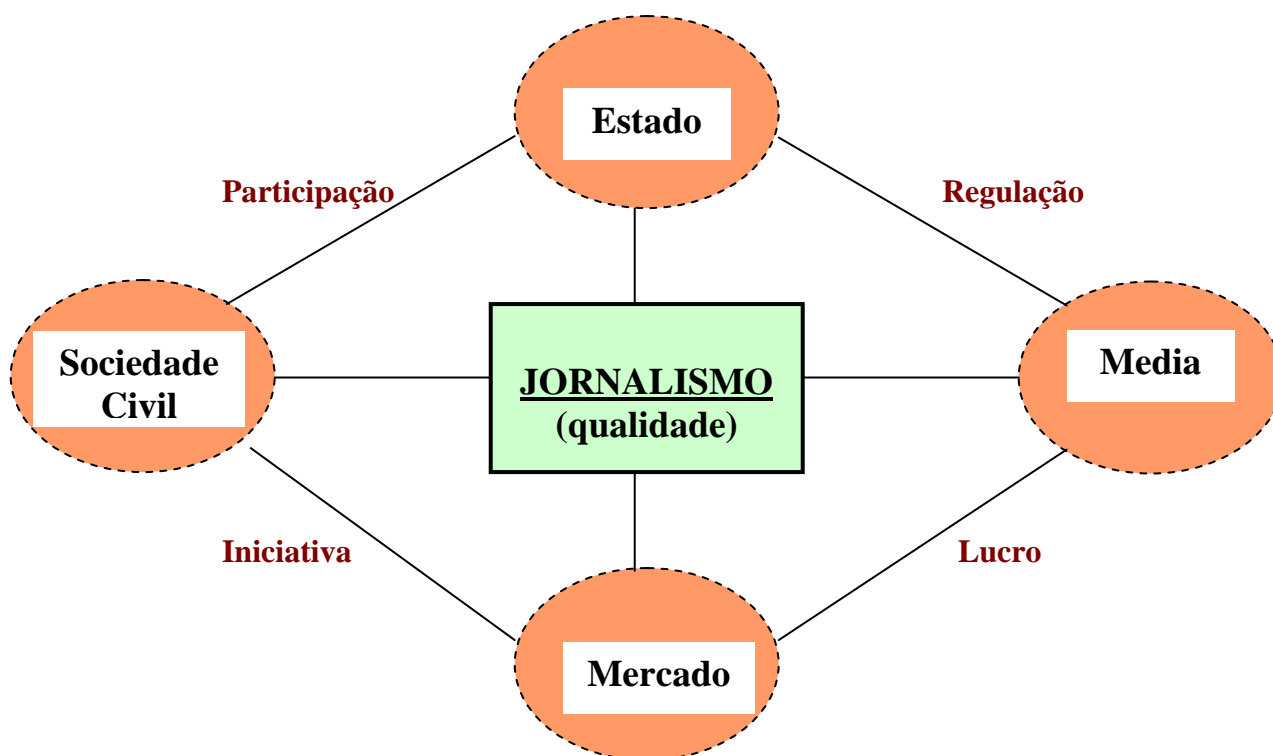 Estado
Participação
Regulação
Sociedade
Civil
JORNALISMO
(qualidade)
Media
Iniciativa
Lucro
Mercado